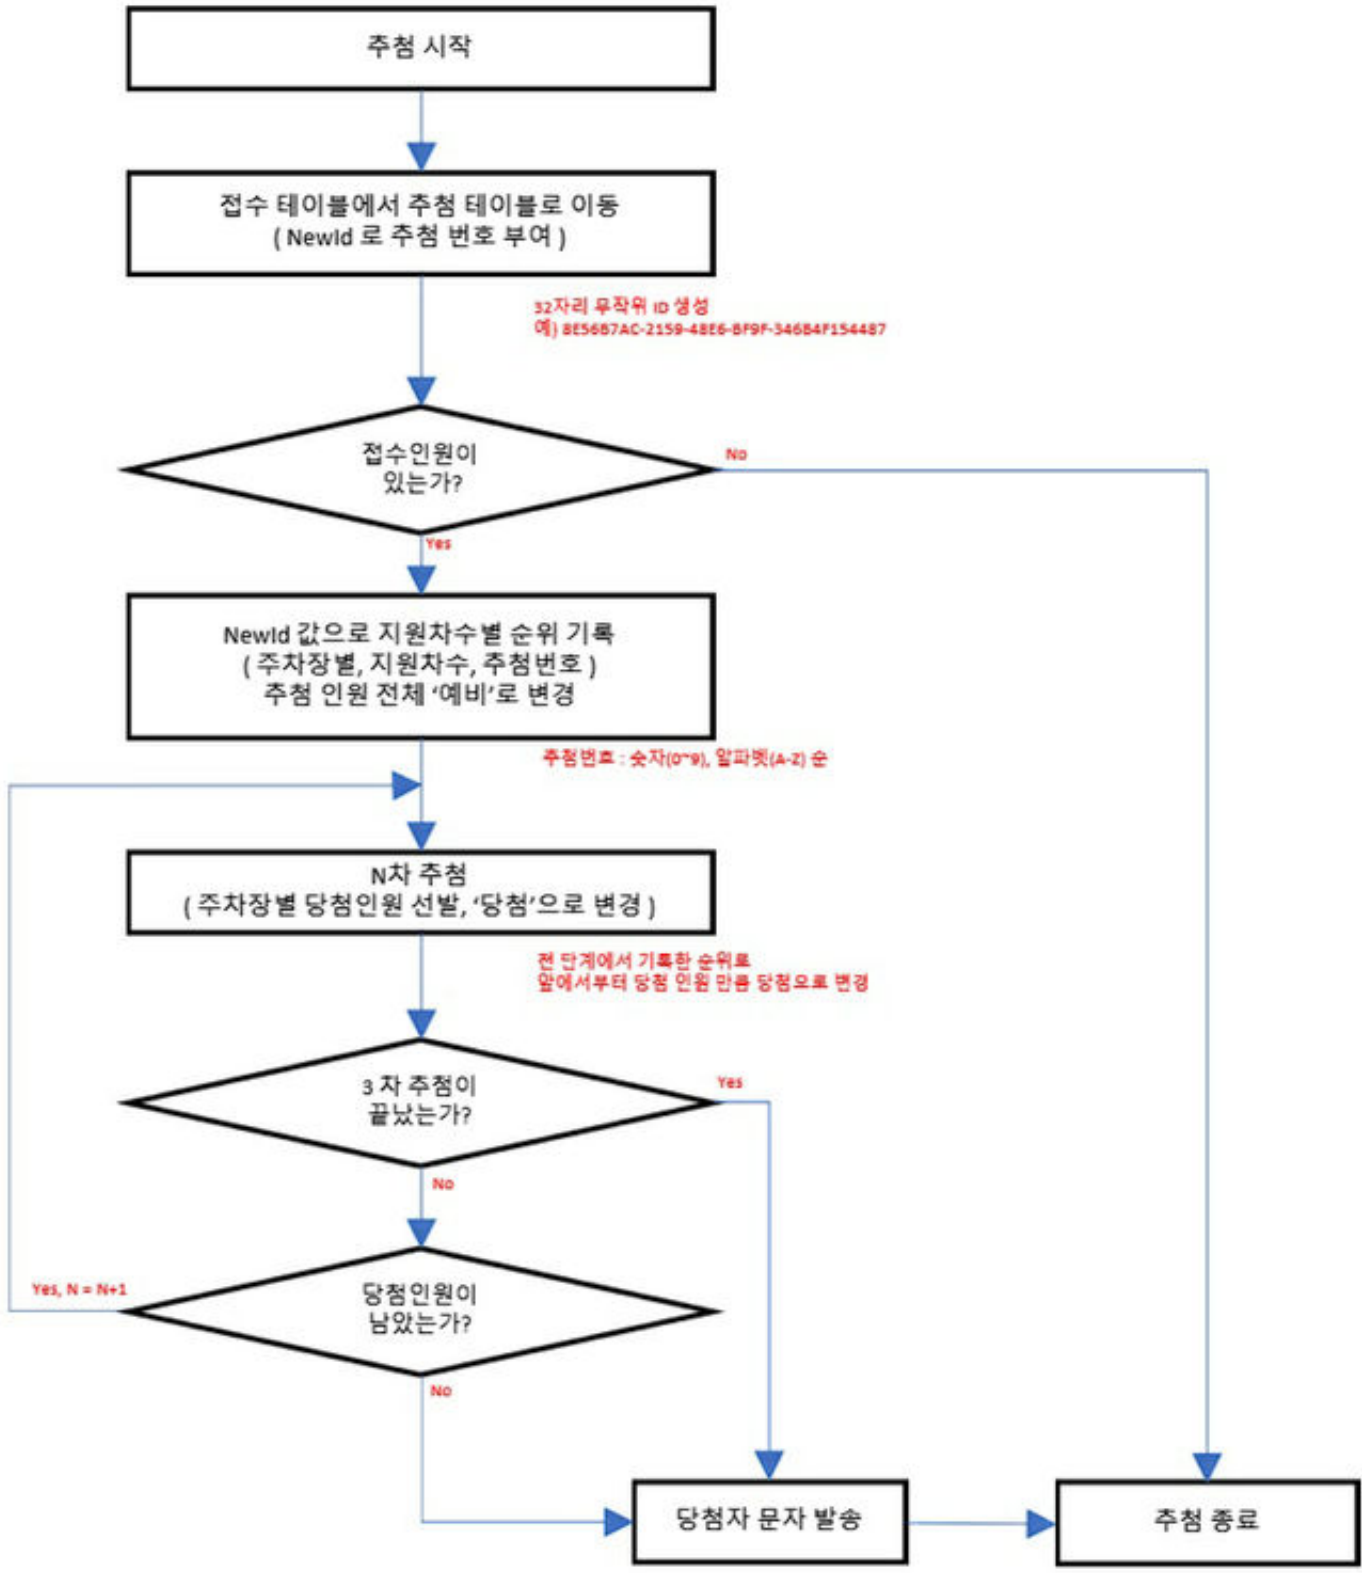 추첨 시작
접수 테이블에서 추첨 테이블로 이동
( NewId 로 추첨 번호 부여 )
32자리 무작위 ID 생성
예) 8E56B7AC-2159-48E6-BF9F-346B4F154487
접수인원이
있는가?
No
Yes
NewId 값으로 지원차수별 순위 기록
( 주차장별, 지원차수, 추첨번호 )
추첨 인원 전체 ‘예비’로 변경
추첨번호 : 숫자(0~9), 알파벳(A-Z) 순
N차 추첨
( 주차장별 당첨인원 선발, ‘당첨’으로 변경 )
전 단계에서 기록한 순위로
앞에서부터 당첨 인원 만큼 당첨으로 변경
3 차 추첨이
끝났는가?
Yes
No
당첨인원이
남았는가?
Yes, N = N+1
No
당첨자 문자 발송
추첨 종료